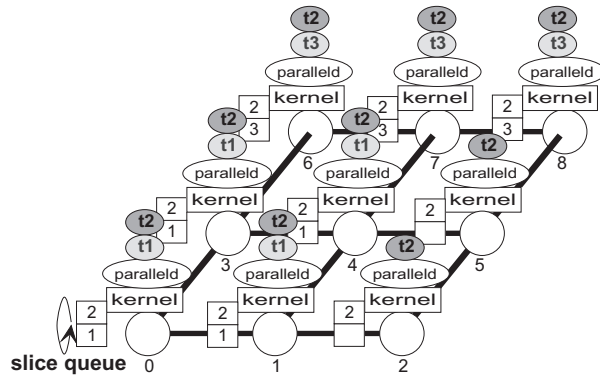 t2 t2 t2
t3 t3 t3
paralleld paralleld paralleld
2 kernel 2 kernel 2 kernel
t2 3 t2 3 t2 3
t1 6 t1 7 8
paralleld paralleld paralleld
2 kernel 2 kernel 2 kernel
t2 1 t2 1 t2
t1 3 t1 4 5
paralleld paralleld paralleld
2 kernel 2 kernel 2 kernel
1 1
slice queue 0 1 2